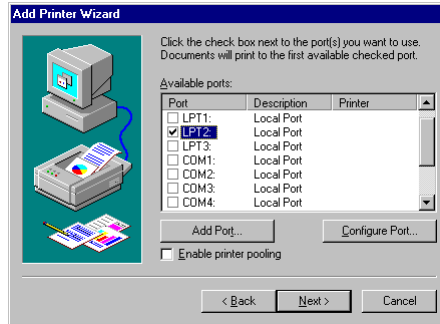 Add Printer Wizard
Click the check box next to the port(s) you want to use.
Documents will print to the first available checked port.
Available ports:
Port Description Printer
LPT1: Local Port
LPT2: Local Port
LPT3: Local Port
COM1: Local Port
COM2: Local Port
COM3: Local Port
COM4: Local Port
Add Port... Configure Port...
Enable printer pooling
< Back Next > Cancel